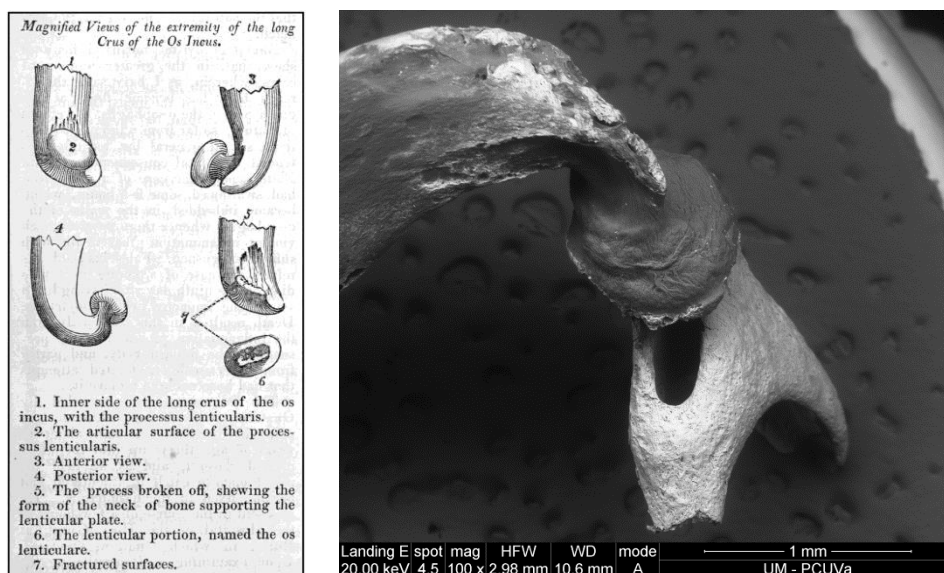 Magnified Views of the extremity of the long
Crus of the Os Incus.
1
3
2
4
5
7
6
1. Inner side of the long crus of the os
incus, with the processus lenticularis.
2. The articular surface of the proces-
sus lenticularis.
3. Anterior view.
4. Posterior view.
5. The process broken off, shewing the
form of the neck of bone supporting the
lenticular plate.
6. The lenticular portion, named the os
lenticulare.
7. Fractured surfaces.
Landing E spot mag HFW WD mode 1 mm
20.00 keV 4.5 100 x 2.98 mm 10.6 mm A UM - PCUVa